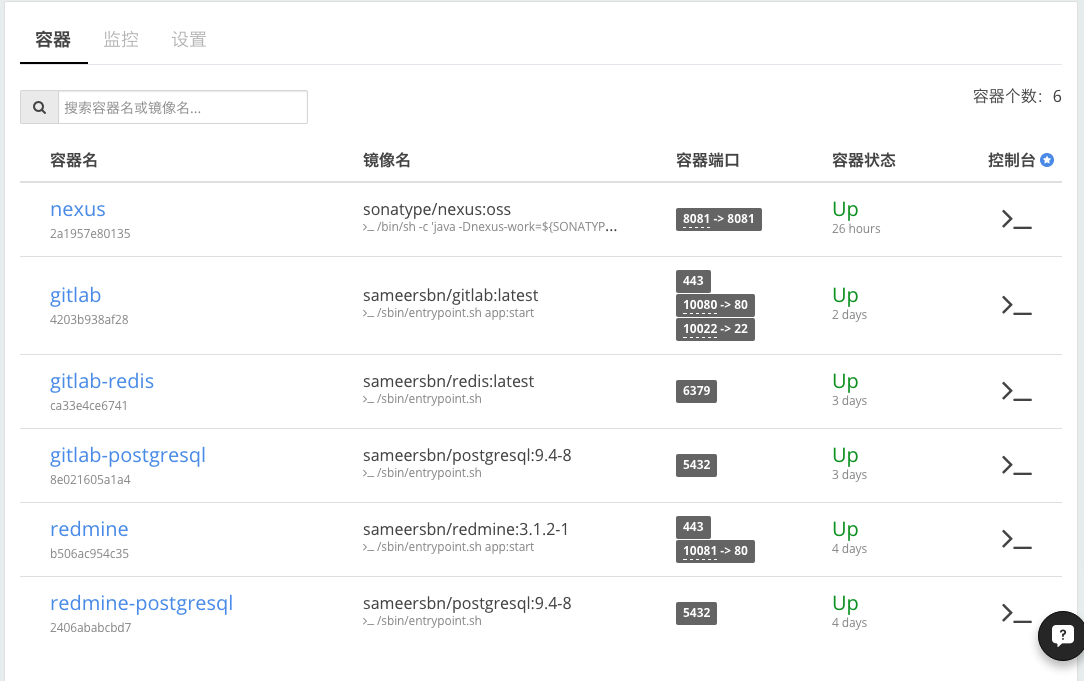 容器 监控 设置
搜索容器名或镜像名...
容器个数: 6
容器名 镜像名 容器端口 容器状态 控制台
nexus sonatype/nexus:oss 8081 -> 8081 Up
2a1957e80135 >_ /bin/sh -c 'java -Dnexus-work=${SONATYP... 26 hours
443
gitlab sameersbn/gitlab:latest 10080 -> 80 Up
4203b938af28 >_ /sbin/entrypoint.sh app:start 10022 -> 22 2 days
gitlab-redis sameersbn/redis:latest 6379 Up
ca33e4ce6741 >_ /sbin/entrypoint.sh 3 days
gitlab-postgresql sameersbn/postgresql:9.4-8 5432 Up
8e021605a1a4 >_ /sbin/entrypoint.sh 3 days
redmine sameersbn/redmine:3.1.2-1 443 Up
b506ac954c35 >_ /sbin/entrypoint.sh app:start 10081 -> 80 4 days
redmine-postgresql sameersbn/postgresql:9.4-8 5432 Up
2406ababcbd7 >_ /sbin/entrypoint.sh 4 days